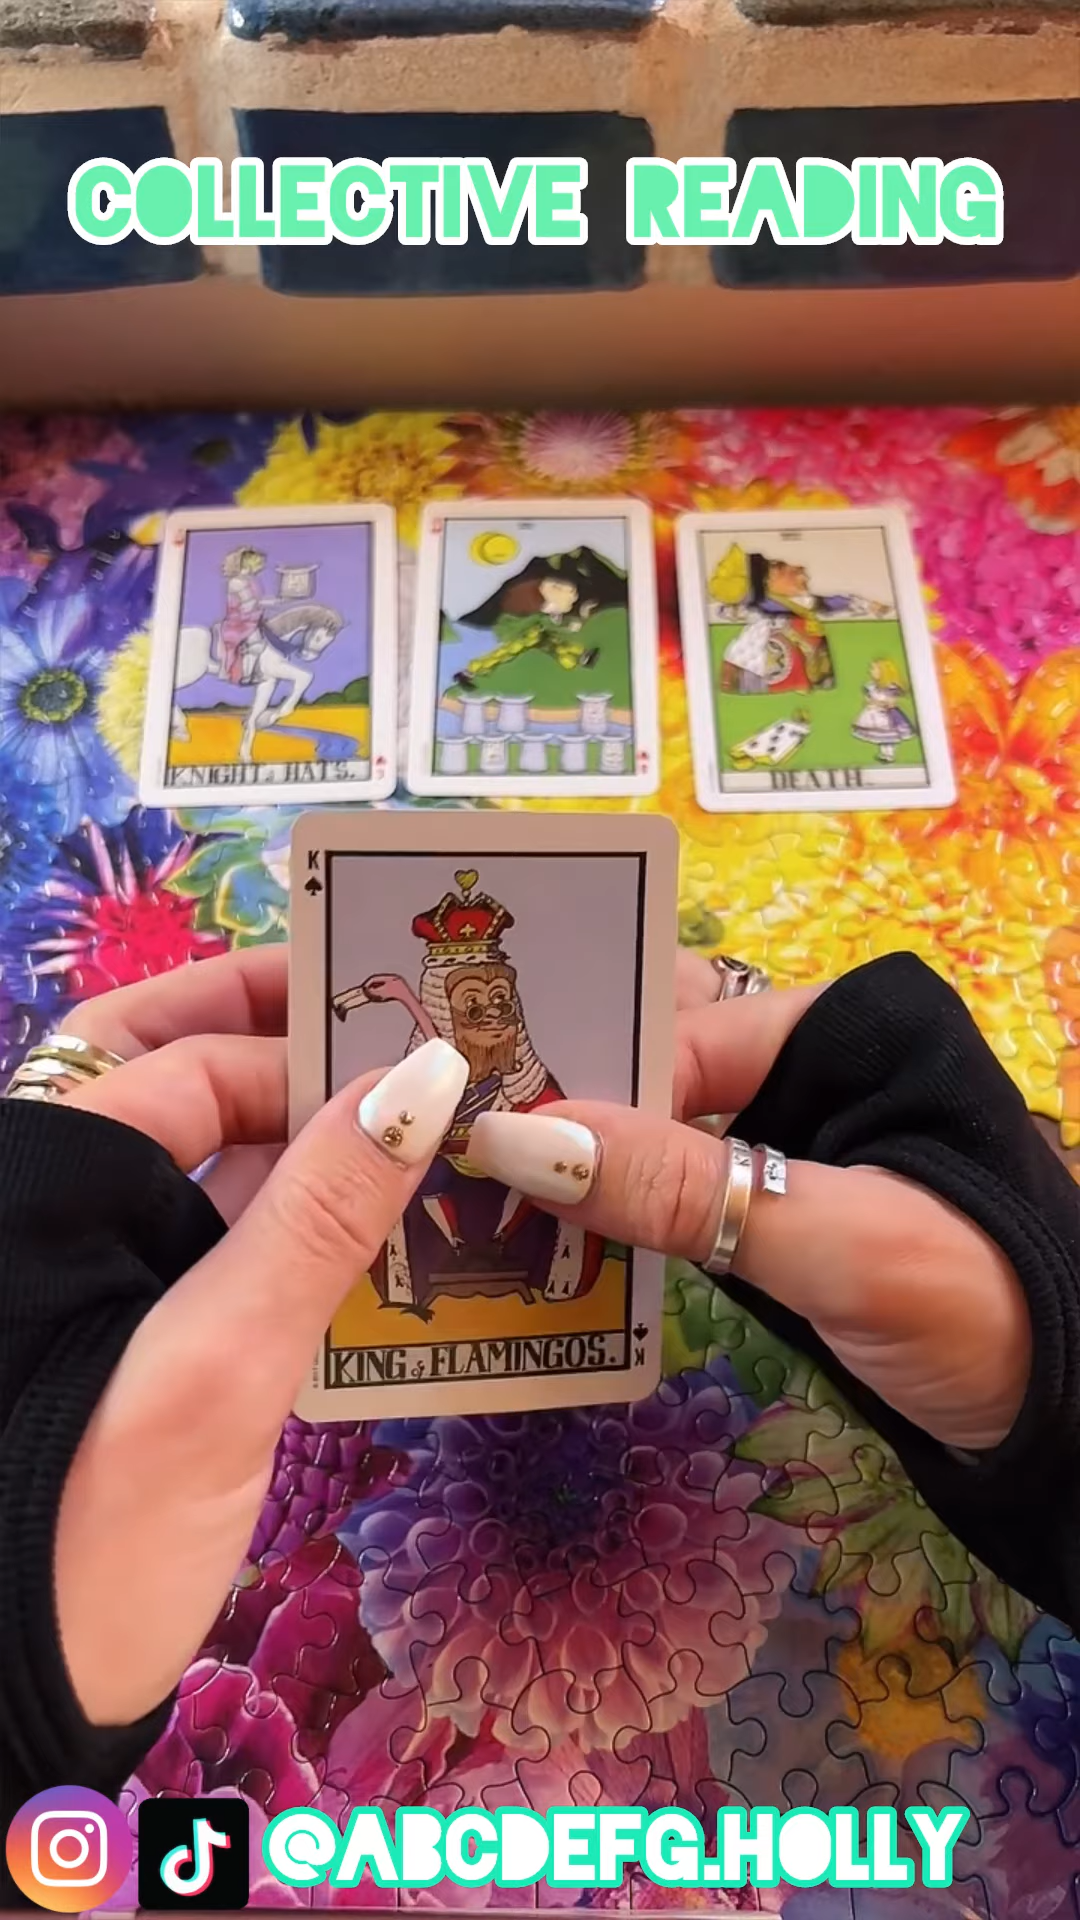 COLLECTIVE READING
KNIGHT of HATS.
DEATH.
K
KING of FLAMINGOS.
K
@ABCDEFG.HOLLY